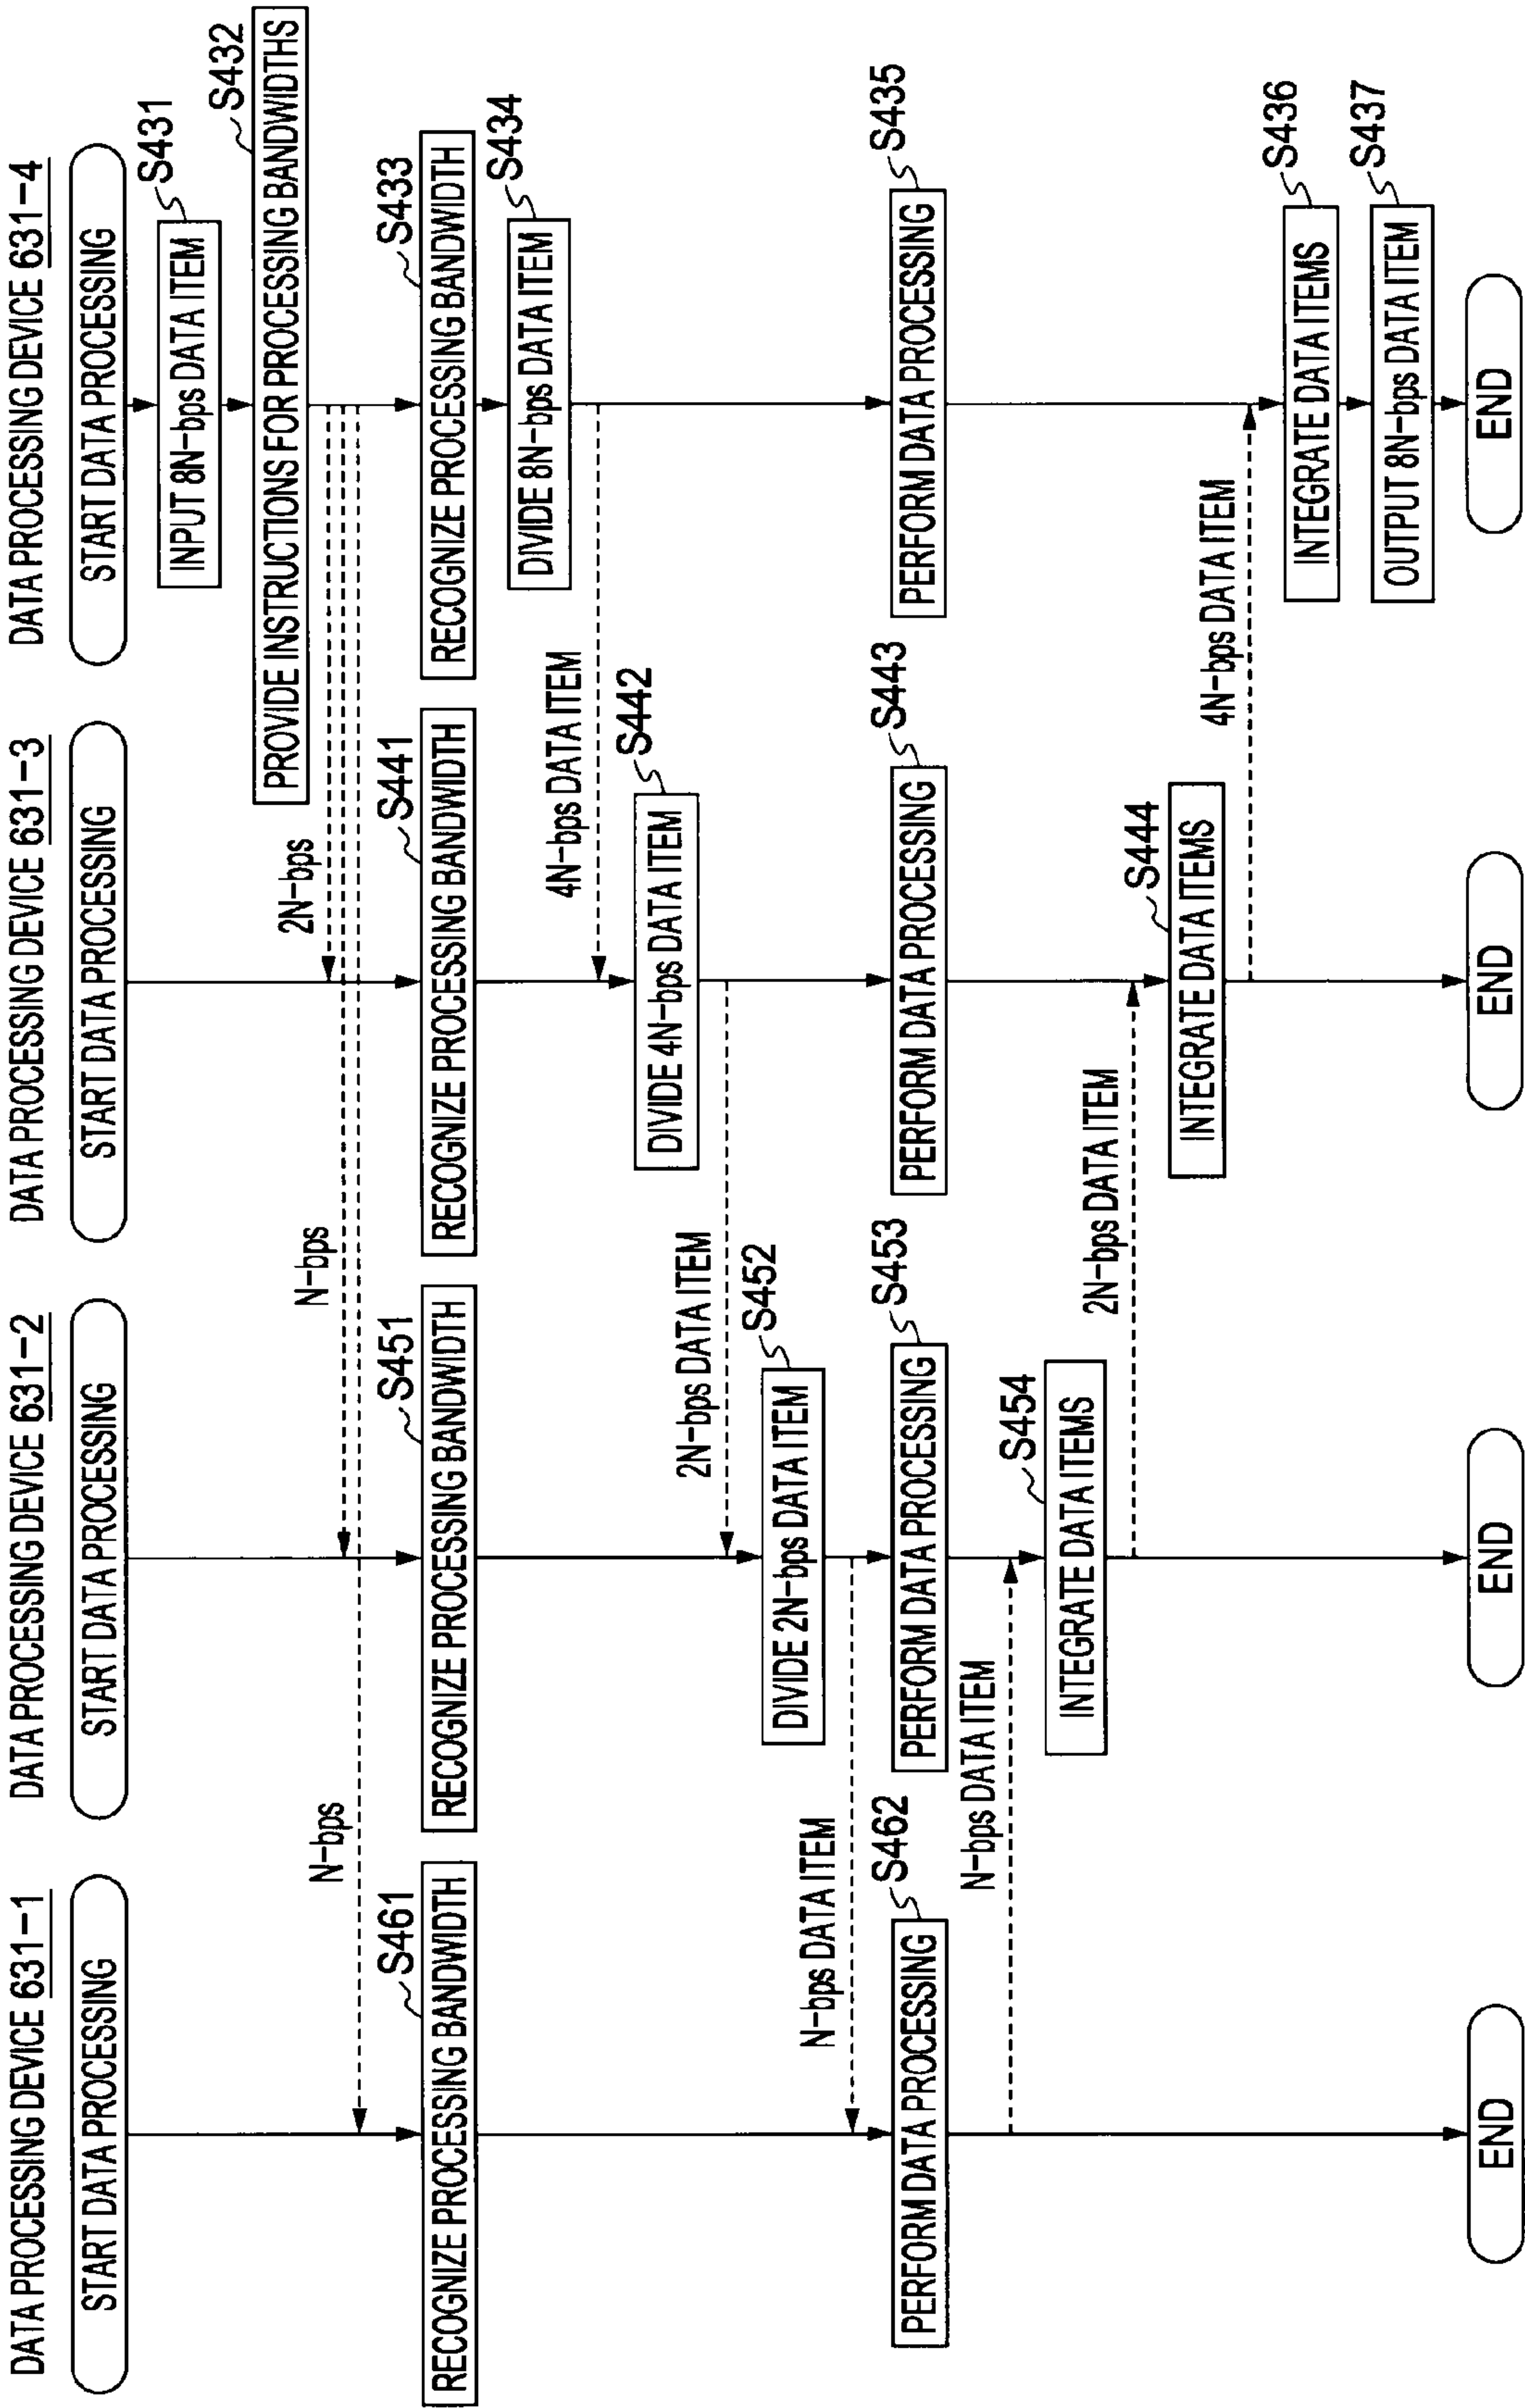 DATA PROCESSING DEVICE 631-1
START DATA PROCESSING
N-bps
S461
RECOGNIZE PROCESSING BANDWIDTH
N-bps DATA ITEM
S462
PERFORM DATA PROCESSING
N-bps DATA ITEM
END
DATA PROCESSING DEVICE 631-2
START DATA PROCESSING
N-bps
S451
RECOGNIZE PROCESSING BANDWIDTH
2N-bps DATA ITEM
S452
DIVIDE 2N-bps DATA ITEM
S453
PERFORM DATA PROCESSING
S454
INTEGRATE DATA ITEMS
2N-bps DATA ITEM
END
DATA PROCESSING DEVICE 631-3
START DATA PROCESSING
2N-bps
S441
RECOGNIZE PROCESSING BANDWIDTH
4N-bps DATA ITEM
S442
DIVIDE 4N-bps DATA ITEM
S443
PERFORM DATA PROCESSING
S444
INTEGRATE DATA ITEMS
4N-bps DATA ITEM
END
DATA PROCESSING DEVICE 631-4
START DATA PROCESSING
S431
INPUT 8N-bps DATA ITEM
S432
PROVIDE INSTRUCTIONS FOR PROCESSING BANDWIDTHS
S433
RECOGNIZE PROCESSING BANDWIDTH
S434
DIVIDE 8N-bps DATA ITEM
S435
PERFORM DATA PROCESSING
S436
INTEGRATE DATA ITEMS
S437
OUTPUT 8N-bps DATA ITEM
END